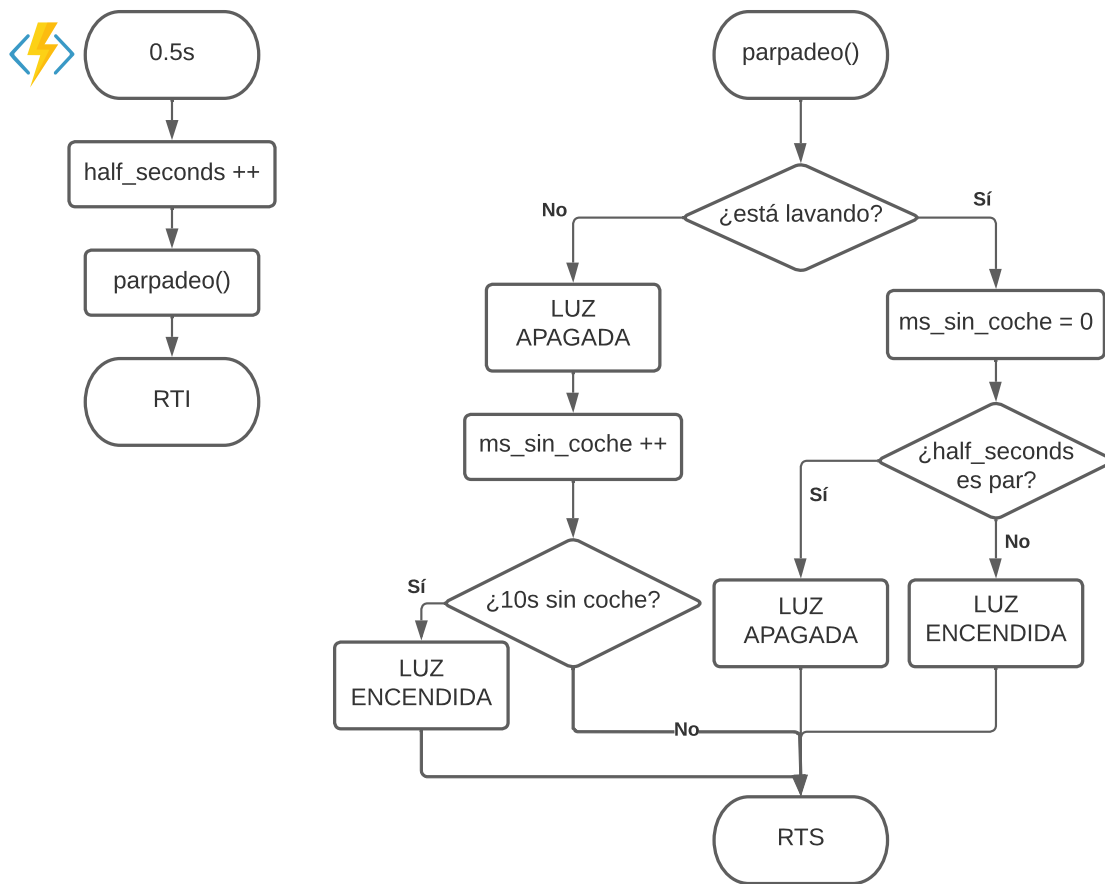 0.5s
half_seconds ++
parpadeo()
RTI
parpadeo()
¿está lavando?
No
Sí
LUZ
APAGADA
ms_sin_coche = 0
ms_sin_coche ++
¿half_seconds
es par?
Sí
No
¿10s sin coche?
Sí
LUZ
ENCENDIDA
LUZ
APAGADA
LUZ
ENCENDIDA
No
RTS